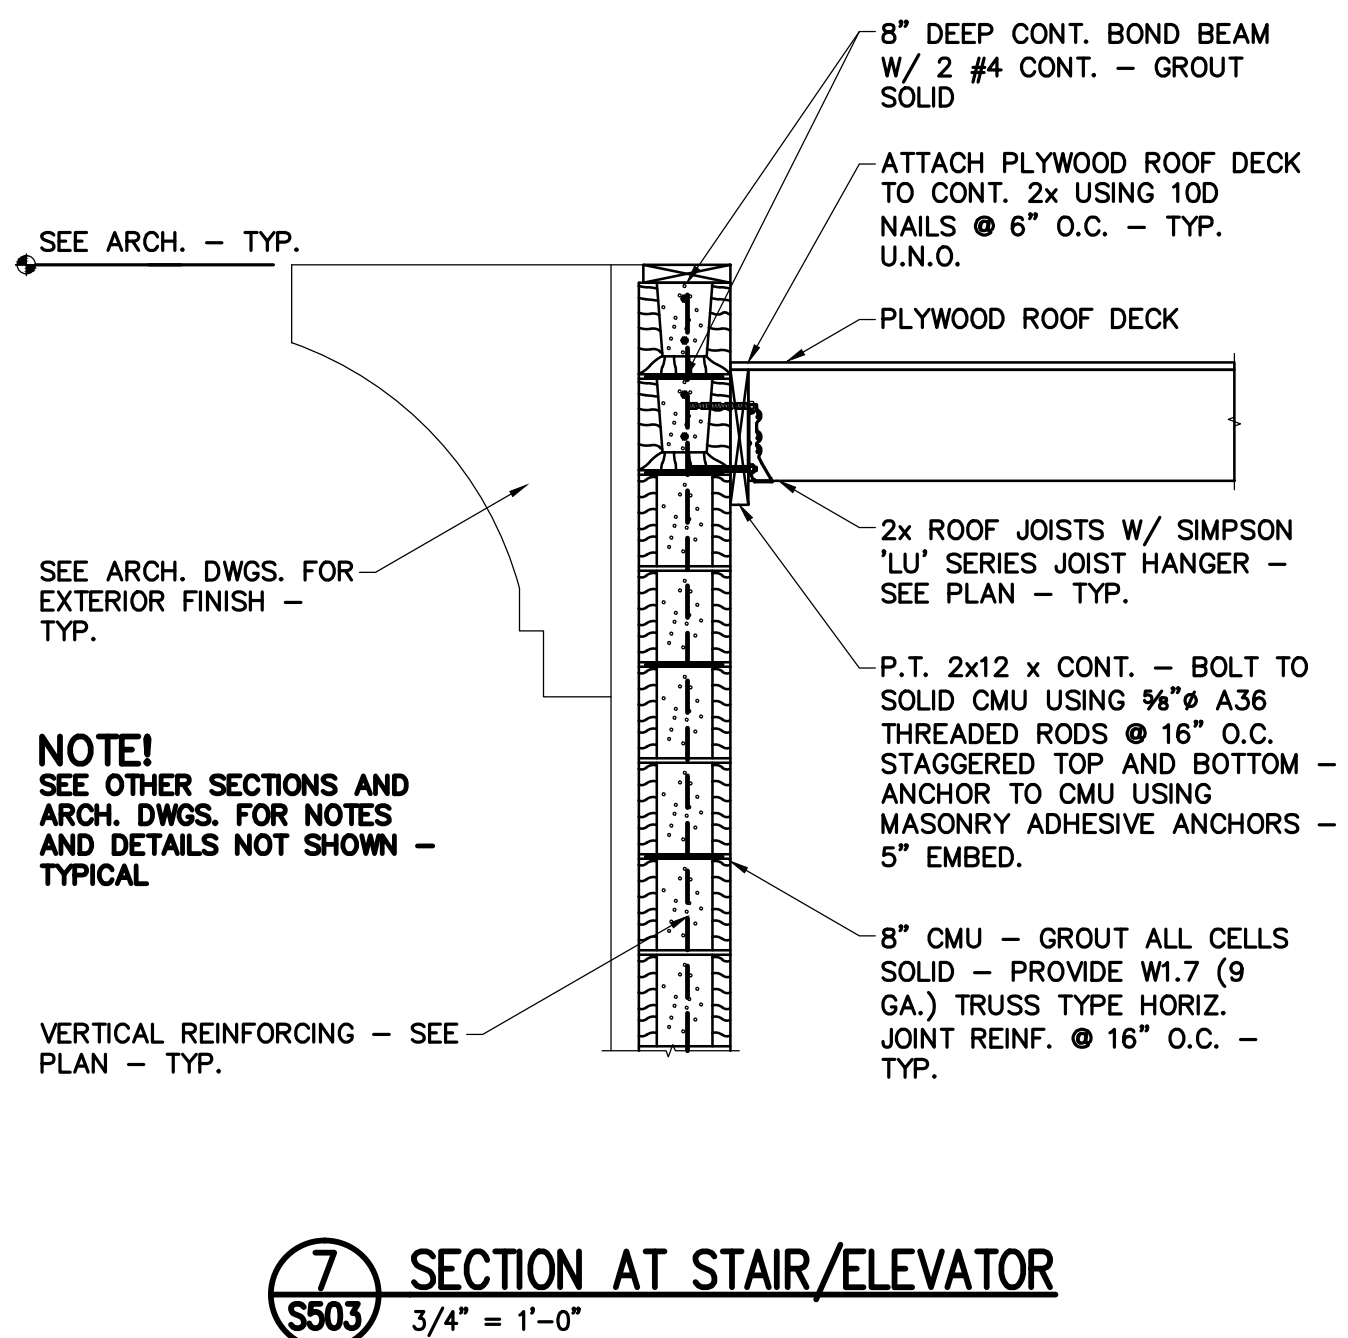 8” DEEP CONT. BOND BEAM
W/ 2 #4 CONT. – GROUT
SOLID
ATTACH PLYWOOD ROOF DECK
TO CONT. 2x USING 10D
NAILS @ 6” O.C. – TYP.
U.N.O.
SEE ARCH. – TYP.
PLYWOOD ROOF DECK
2x ROOF JOISTS W/ SIMPSON
'LU' SERIES JOIST HANGER –
SEE PLAN – TYP.
SEE ARCH. DWGS. FOR
EXTERIOR FINISH –
TYP.
P.T. 2x12 x CONT. – BOLT TO
SOLID CMU USING ⅝”ø A36
THREADED RODS @ 16” O.C.
STAGGERED TOP AND BOTTOM –
ANCHOR TO CMU USING
MASONRY ADHESIVE ANCHORS –
5” EMBED.
NOTE!
SEE OTHER SECTIONS AND
ARCH. DWGS. FOR NOTES
AND DETAILS NOT SHOWN –
TYPICAL
8” CMU – GROUT ALL CELLS
SOLID – PROVIDE W1.7 (9
GA.) TRUSS TYPE HORIZ.
JOINT REINF. @ 16” O.C. –
TYP.
VERTICAL REINFORCING – SEE
PLAN – TYP.
7
S503
SECTION AT STAIR/ELEVATOR
3/4” = 1'-0”